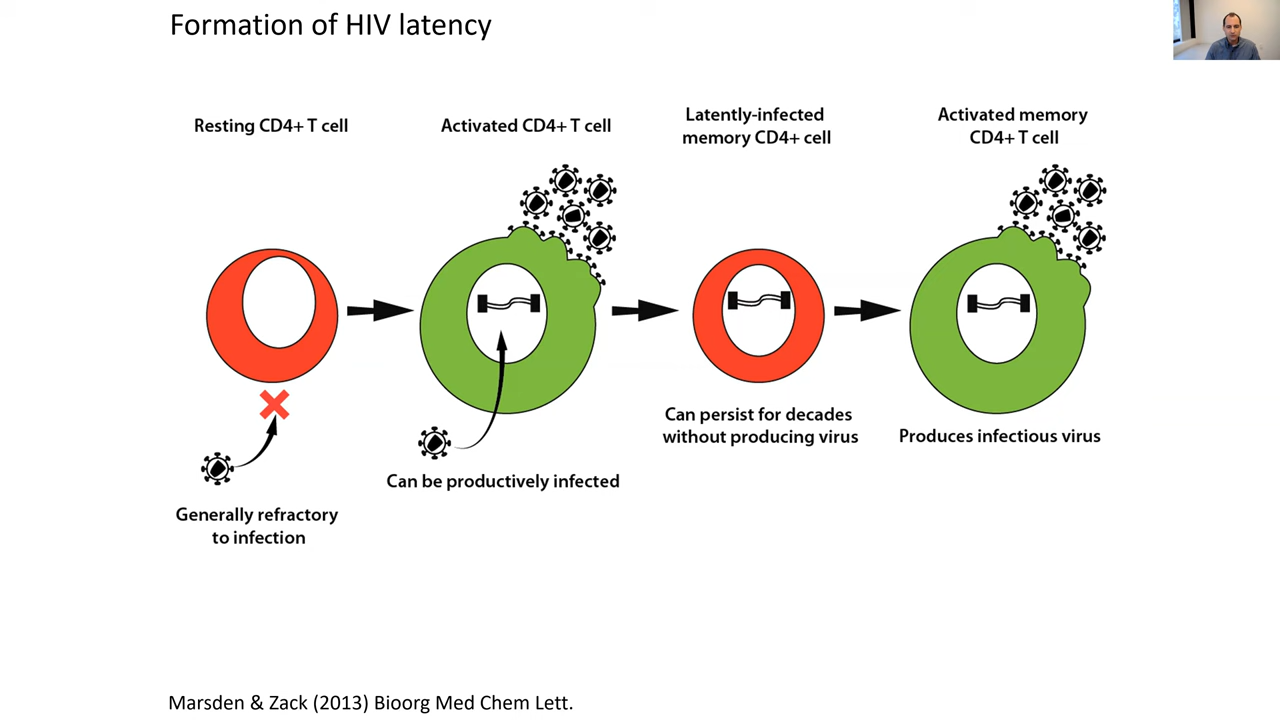 Formation of HIV latency
Resting CD4+ T cell
Activated CD4+ T cell
Latently-infected
memory CD4+ cell
Activated memory
CD4+ T cell
Generally refractory
to infection
Can be productively infected
Can persist for decades
without producing virus
Produces infectious virus
Marsden & Zack (2013) Bioorg Med Chem Lett.